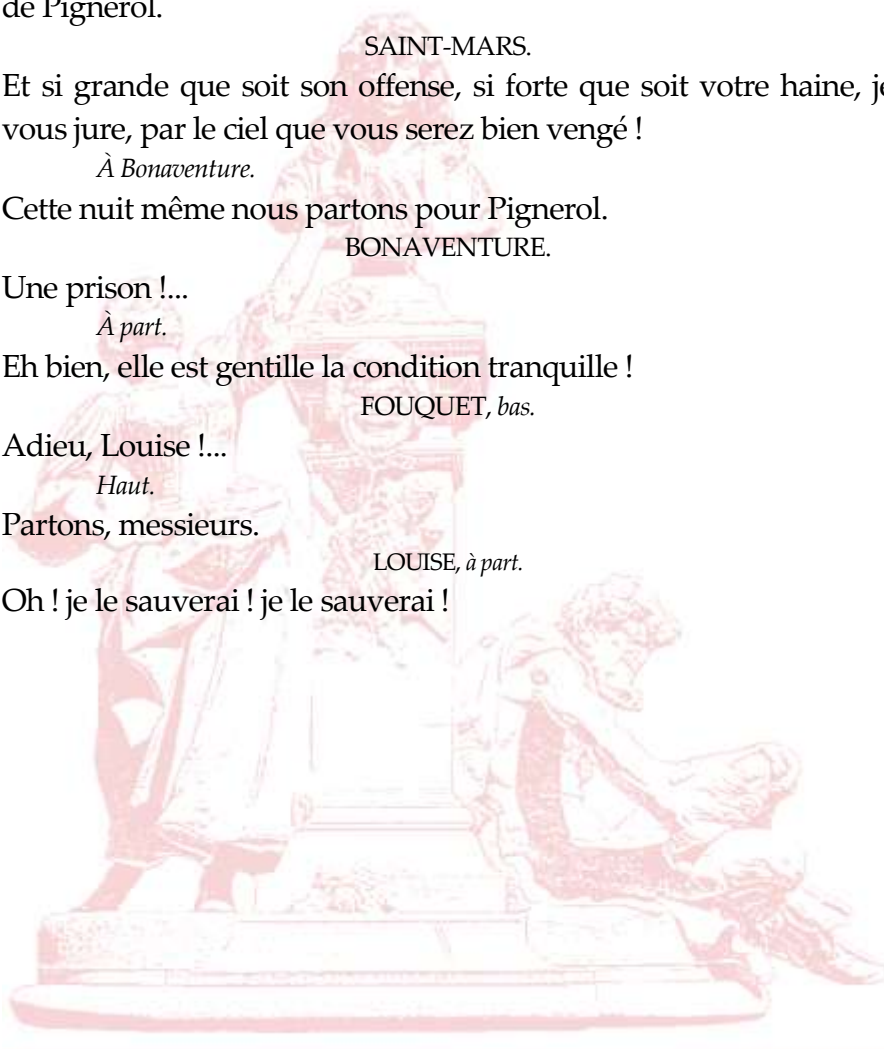 de Pignerol.
SAINT-MARS.
Et si grande que soit son offense, si forte que soit votre haine, je
vous jure, par le ciel que vous serez bien vengé !
À Bonaventure.
Cette nuit même nous partons pour Pignerol.
BONAVENTURE.
Une prison !...
À part.
Eh bien, elle est gentille la condition tranquille !
FOUQUET, bas.
Adieu, Louise !...
Haut.
Partons, messieurs.
LOUISE, à part.
Oh ! je le sauverai ! je le sauverai !